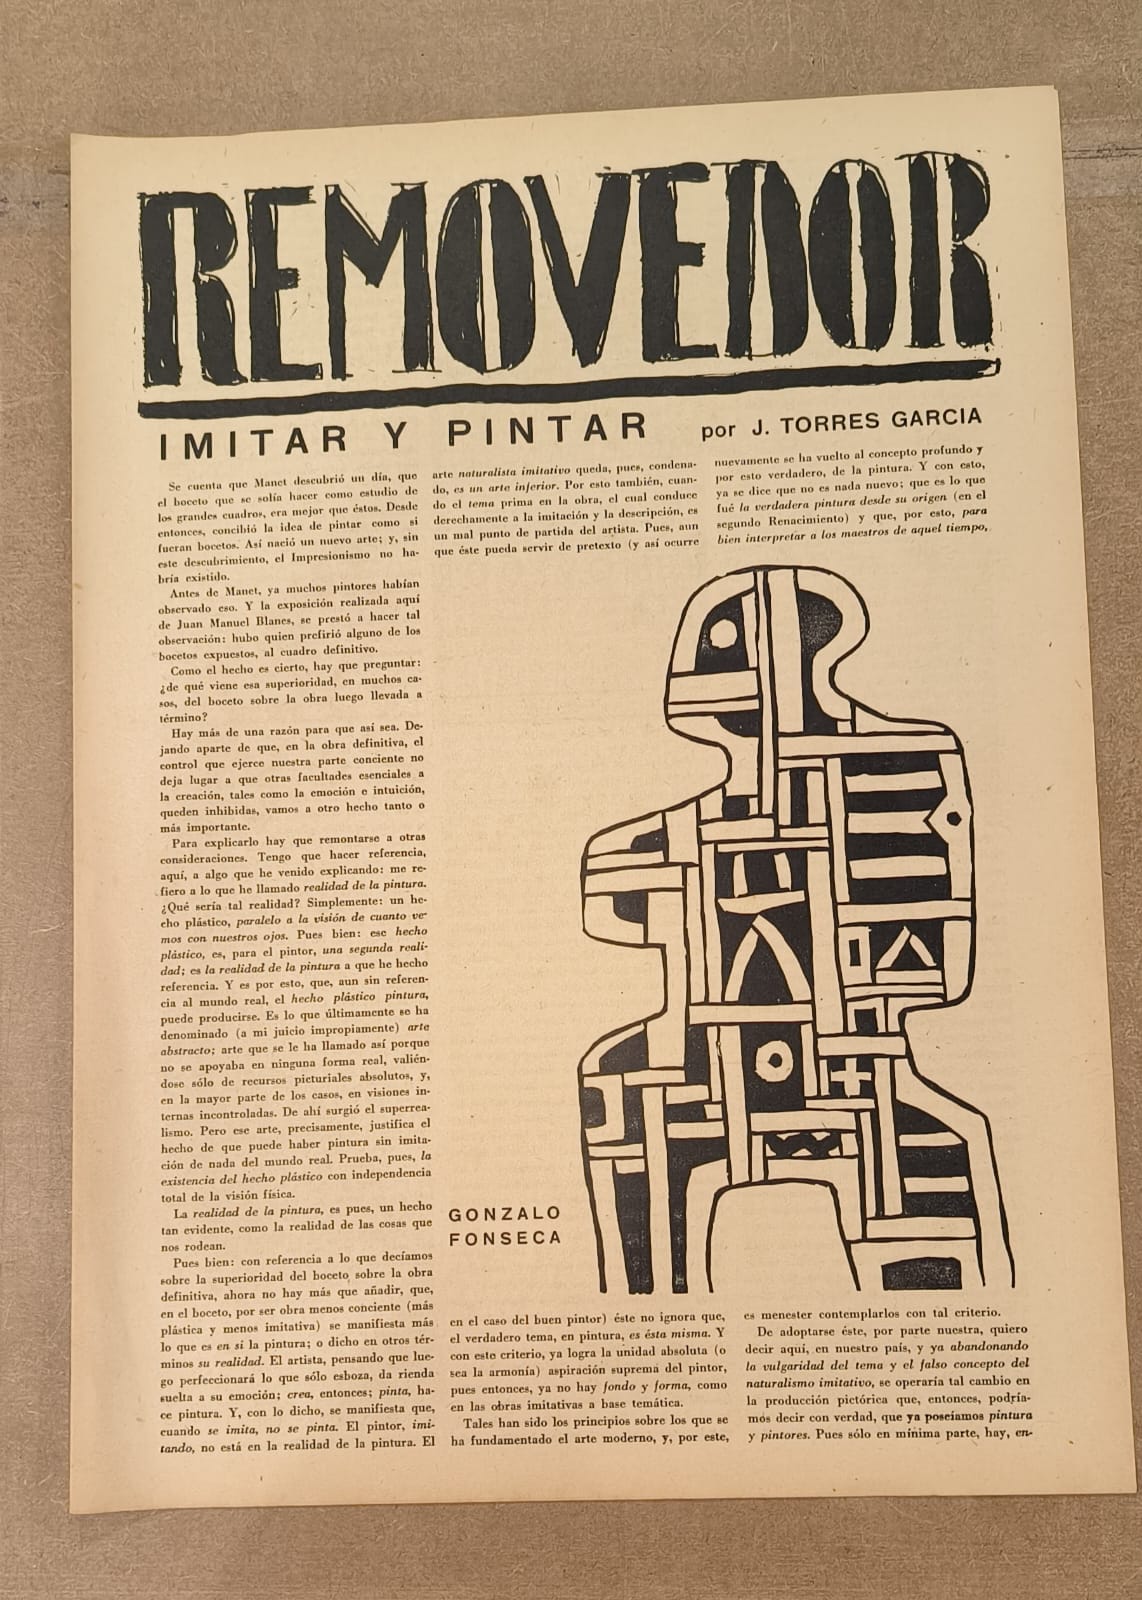 REMOVEDOR
IMITAR Y PINTAR por J. TORRES GARCIA
Se cuenta que Manet descubrió un día, que
el boceto que se solía hacer como estudio de
los grandes cuadros, era mejor que éstos. Desde
entonces, concibió la idea de pintar como si
fueran bocetos. Así nació un nuevo arte; y, sin
este descubrimiento, el Impresionismo no ha-
bría existido.
Antes de Manet, ya muchos pintores habían
observado eso. Y la exposición realizada aquí
de Juan Manuel Blanes, se prestó a hacer tal
observación: hubo quien prefirió alguno de los
bocetos expuestos, al cuadro definitivo.
Como el hecho es cierto, hay que preguntar:
¿de qué viene esa superioridad, en muchos ca-
sos, del boceto sobre la obra luego llevada a
término?
Hay más de una razón para que así sea. De-
jando aparte de que, en la obra definitiva, el
control que ejerce nuestra parte conciente no
deja lugar a que otras facultades esenciales a
la creación, tales como la emoción e intuición,
queden inhibidas, vamos a otro hecho tanto o
más importante.
Para explicarlo hay que remontarse a otras
consideraciones. Tengo que hacer referencia,
aquí, a algo que he venido explicando: me re-
fiero a lo que he llamado realidad de la pintura.
¿Qué sería tal realidad? Simplemente: un he-
cho plástico, paralelo a la visión de cuanto ve-
mos con nuestros ojos. Pues bien: ese hecho
plástico, es, para el pintor, una segunda reali-
dad; es la realidad de la pintura a que he hecho
referencia. Y es por esto, que, aun sin referen-
cia al mundo real, el hecho plástico pintura,
puede producirse. Es lo que últimamente se ha
denominado (a mi juicio impropiamente) arte
abstracto; arte que se le ha llamado así porque
no se apoyaba en ninguna forma real, valién-
dose sólo de recursos picturiales absolutos, y,
en la mayor parte de los casos, en visiones in-
ternas incontroladas. De ahí surgió el superrea-
lismo. Pero ese arte, precisamente, justifica el
hecho de que puede haber pintura sin imita-
ción de nada del mundo real. Prueba, pues, la
existencia del hecho plástico con independencia
total de la visión física.
La realidad de la pintura, es pues, un hecho
tan evidente, como la realidad de las cosas que
nos rodean.
Pues bien: con referencia a lo que decíamos
sobre la superioridad del boceto sobre la obra
definitiva, ahora no hay más que añadir, que,
en el boceto, por ser obra menos conciente (más
plástica y menos imitativa) se manifiesta más
lo que es en sí la pintura; o dicho en otros tér-
minos su realidad. El artista, pensando que lue-
go perfeccionará lo que sólo esboza, da rienda
suelta a su emoción; crea, entonces; pinta, ha-
ce pintura. Y, con lo dicho, se manifiesta que,
cuando se imita, no se pinta. El pintor, imi-
tando, no está en la realidad de la pintura. El
arte naturalista imitativo queda, pues, condena-
do, es un arte inferior. Por esto también, cuan-
do el tema prima en la obra, el cual conduce
derechamente a la imitación y la descripción, es
un mal punto de partida del artista. Pues, aun
que éste pueda servir de pretexto (y así ocurre
GONZALO
FONSECA
en el caso del buen pintor) éste no ignora que,
el verdadero tema, en pintura, es ésta misma. Y
con este criterio, ya logra la unidad absoluta (o
sea la armonía) aspiración suprema del pintor,
pues entonces, ya no hay fondo y forma, como
en las obras imitativas a base temática.
Tales han sido los principios sobre los que se
ha fundamentado el arte moderno, y, por este,
nuevamente se ha vuelto al concepto profundo y
por esto verdadero, de la pintura. Y con esto,
ya se dice que no es nada nuevo; que es lo que
fué la verdadera pintura desde su origen (en el
segundo Renacimiento) y que, por esto, para
bien interpretar a los maestros de aquel tiempo,
es menester contemplarlos con tal criterio.
De adoptarse éste, por parte nuestra, quiero
decir aquí, en nuestro país, y ya abandonando
la vulgaridad del tema y el falso concepto del
naturalismo imitativo, se operaría tal cambio en
la producción pictórica que, entonces, podría-
mós decir con verdad, que ya poseíamos pintura
y pintores. Pues sólo en mínima parte, hay, en-